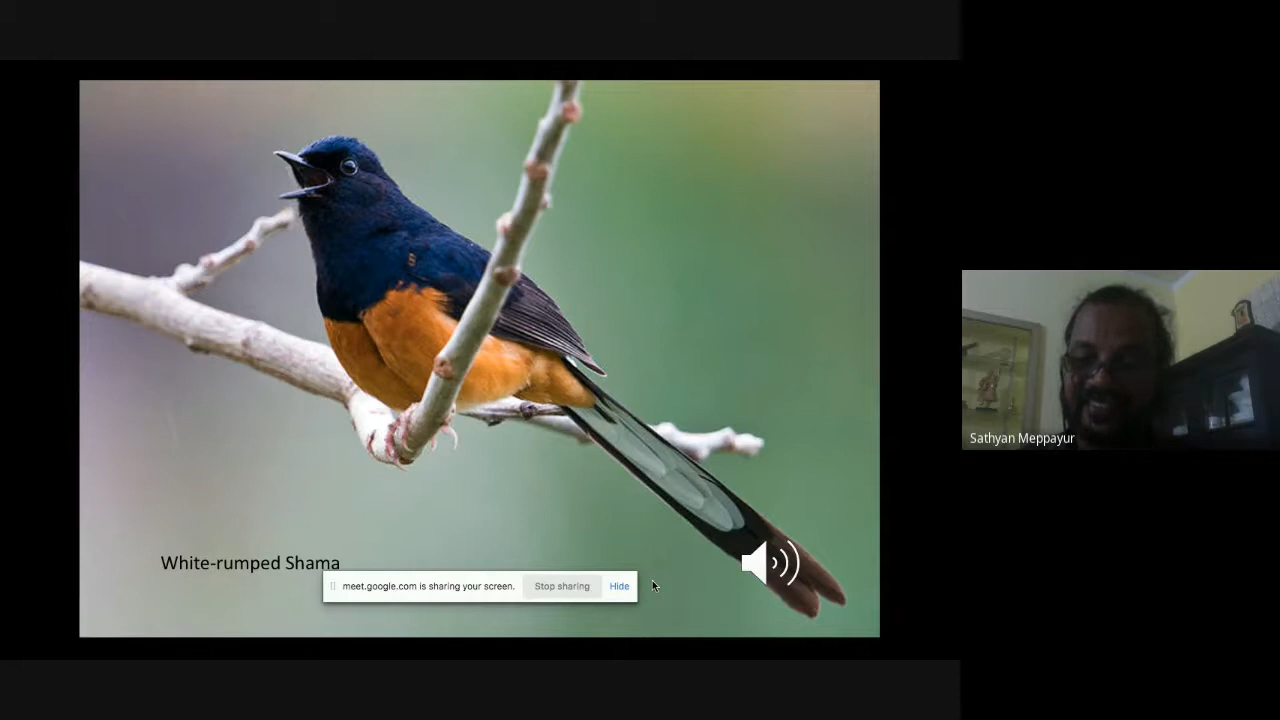 White-rumped Shama
meet.google.com is sharing your screen. Stop sharing Hide
Sathyan Meppayur